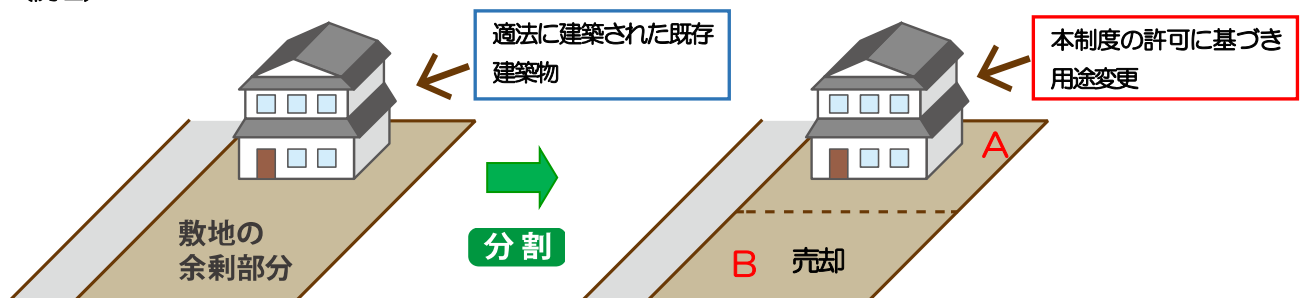 適法に建築された既存
建築物
敷地の
余剰部分
分割
本制度の許可に基づき
用途変更
A
B
売却